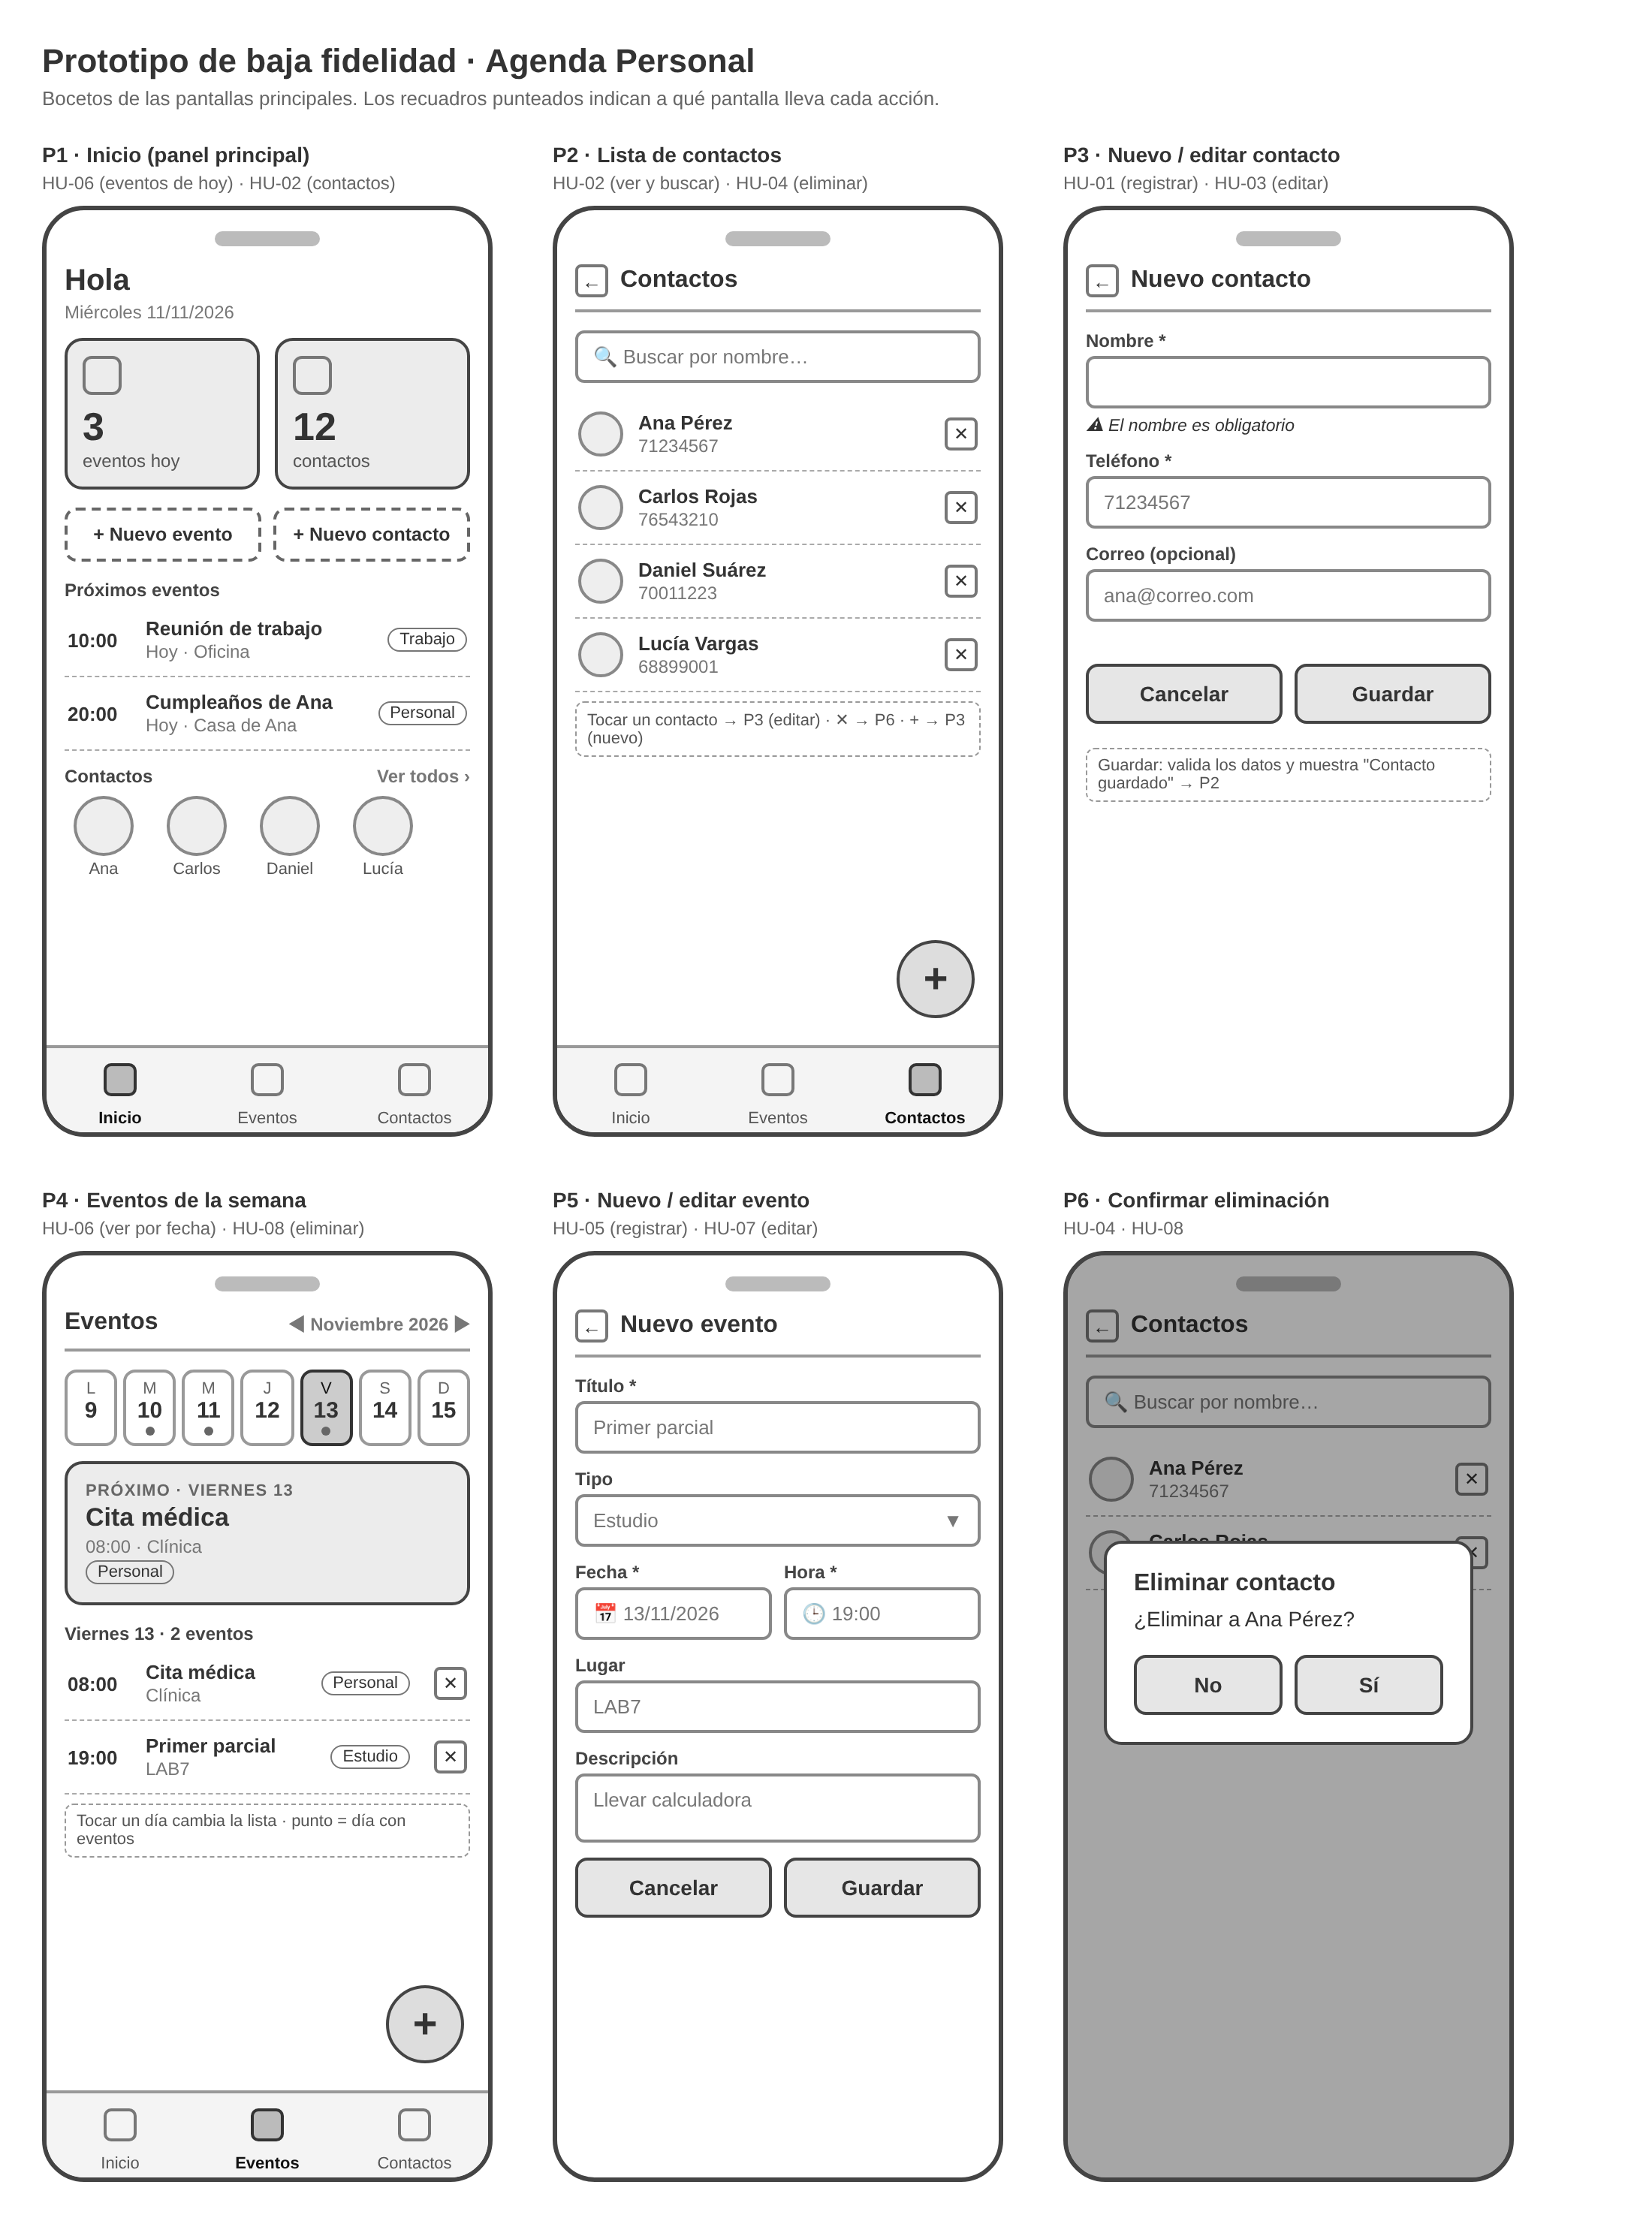 Prototipo de baja fidelidad · Agenda Personal
Bocetos de las pantallas principales. Los recuadros punteados indican a qué pantalla lleva cada acción.
P1 · Inicio (panel principal)
HU-06 (eventos de hoy) · HU-02 (contactos)
Hola
Miércoles 11/11/2026
3
eventos hoy
12
contactos
+ Nuevo evento
+ Nuevo contacto
Próximos eventos
10:00
Reunión de trabajo
Hoy · Oficina
Trabajo
20:00
Cumpleaños de Ana
Hoy · Casa de Ana
Personal
Contactos
Ver todos ›
Ana
Carlos
Daniel
Lucía
Inicio
Eventos
Contactos
P2 · Lista de contactos
HU-02 (ver y buscar) · HU-04 (eliminar)
← Contactos
🔍 Buscar por nombre…
Ana Pérez
71234567
✕
Carlos Rojas
76543210
✕
Daniel Suárez
70011223
✕
Lucía Vargas
68899001
✕
Tocar un contacto → P3 (editar) · ✕ → P6 · + → P3
(nuevo)
+
Inicio
Eventos
Contactos
P3 · Nuevo / editar contacto
HU-01 (registrar) · HU-03 (editar)
← Nuevo contacto
Nombre *
⚠ El nombre es obligatorio
Teléfono *
71234567
Correo (opcional)
ana@correo.com
Cancelar
Guardar
Guardar: valida los datos y muestra "Contacto
guardado" → P2
P4 · Eventos de la semana
HU-06 (ver por fecha) · HU-08 (eliminar)
Eventos
◀ Noviembre 2026 ▶
L
9
M
10
M
11
J
12
V
13
S
14
D
15
PRÓXIMO · VIERNES 13
Cita médica
08:00 · Clínica
Personal
Viernes 13 · 2 eventos
08:00
Cita médica
Clínica
Personal
✕
19:00
Primer parcial
LAB7
Estudio
✕
Tocar un día cambia la lista · punto = día con
eventos
+
Inicio
Eventos
Contactos
P5 · Nuevo / editar evento
HU-05 (registrar) · HU-07 (editar)
← Nuevo evento
Título *
Primer parcial
Tipo
Estudio ▼
Fecha *
📅 13/11/2026
Hora *
🕒 19:00
Lugar
LAB7
Descripción
Llevar calculadora
Cancelar
Guardar
P6 · Confirmar eliminación
HU-04 · HU-08
← Contactos
🔍 Buscar por nombre…
Ana Pérez
71234567
✕
Carlos Rojas
✕
Eliminar contacto
¿Eliminar a Ana Pérez?
No
Sí